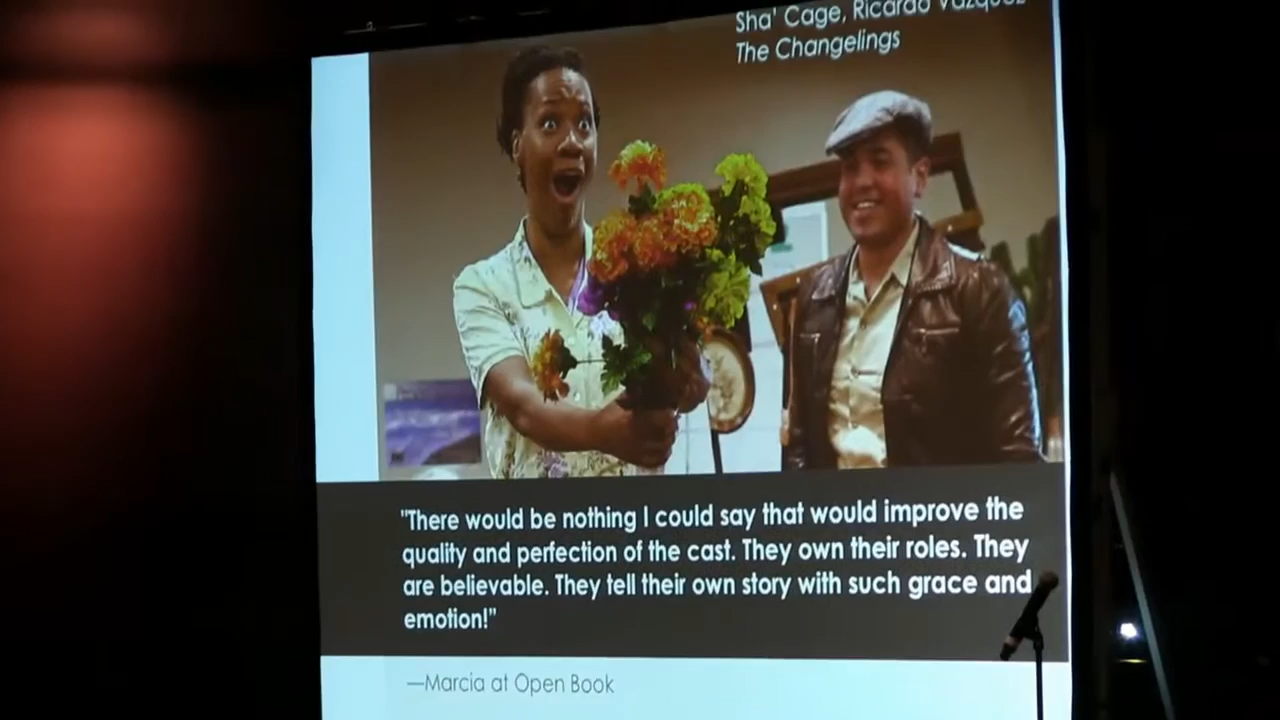 Sha' Cage, Ricardo Vazquez
The Changelings
"There would be nothing I could say that would improve the
quality and perfection of the cast. They own their roles. They
are believable. They tell their own story with such grace and
emotion!"
—Marcia at Open Book